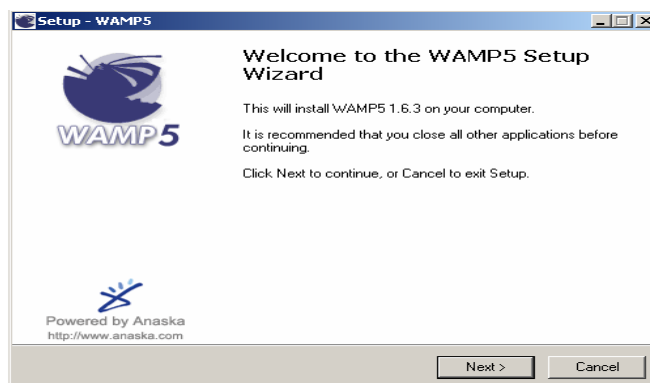 Setup - WAMP5
Welcome to the WAMP5 Setup
Wizard
This will install WAMP5 1.6.3 on your computer.
It is recommended that you close all other applications before
continuing.
Click Next to continue, or Cancel to exit Setup.
WAMP5
Powered by Anaska
http://www.anaska.com
Next >
Cancel